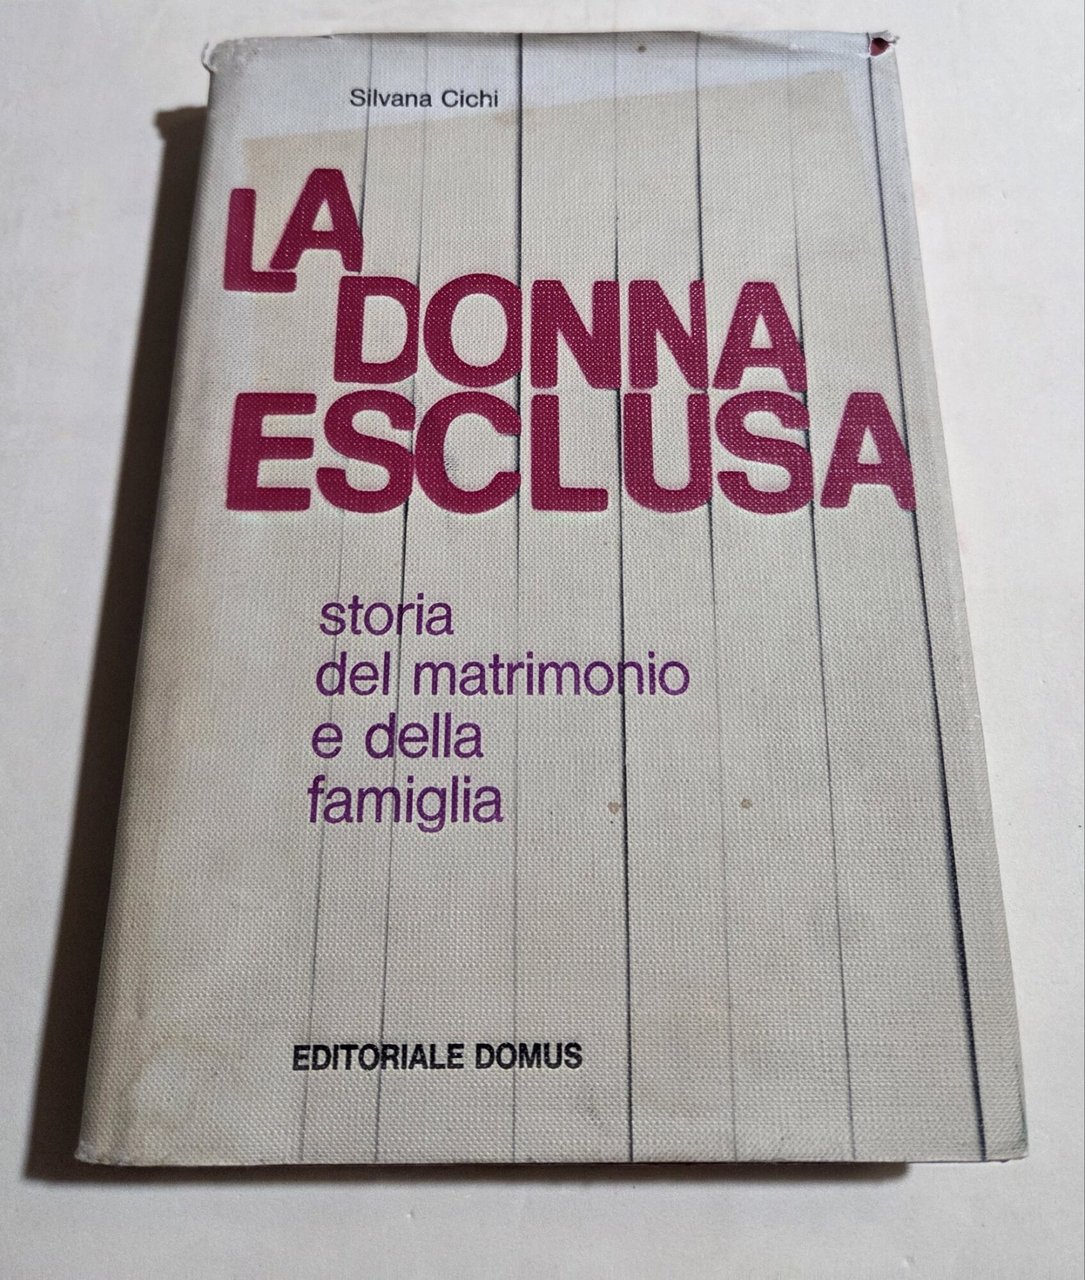 Silvana Cichi
LA
DONNA
ESCLUSA
storia
del matrimonio
e della
famiglia
EDITORIALE DOMUS